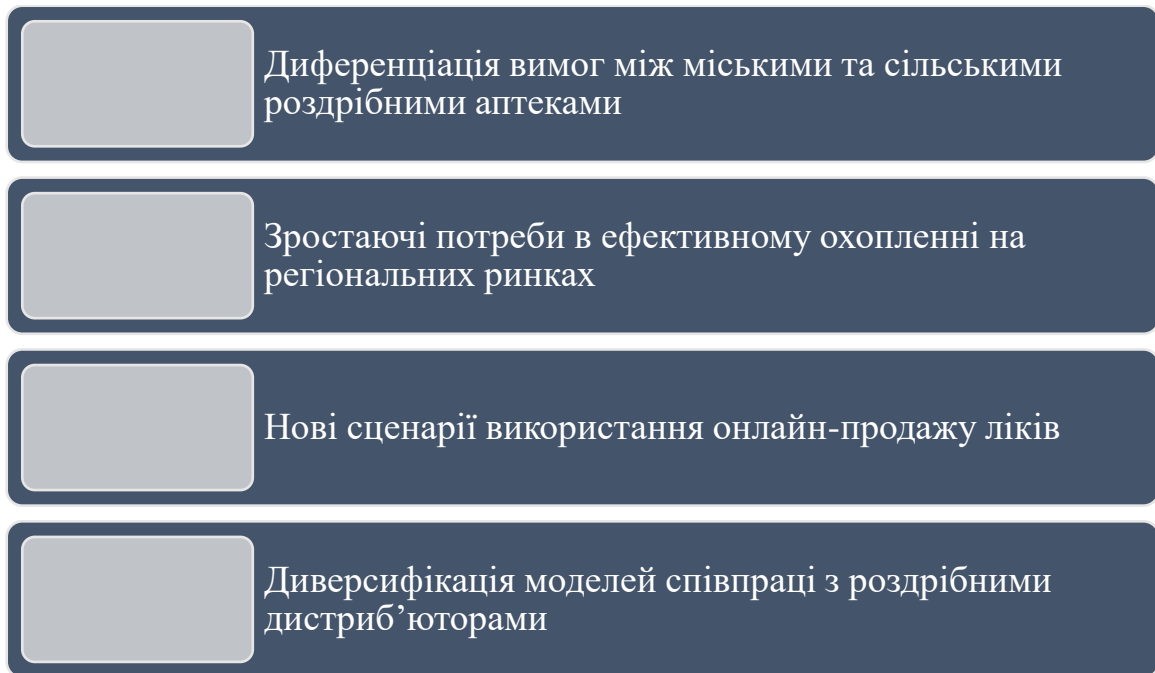 Диференціація вимог між міськими та сільськими
роздрібними аптеками
Зростаючі потреби в ефективному охопленні на
регіональних ринках
Нові сценарії використання онлайн-продажу ліків
Диверсифікація моделей співпраці з роздрібними
дистриб’юторами